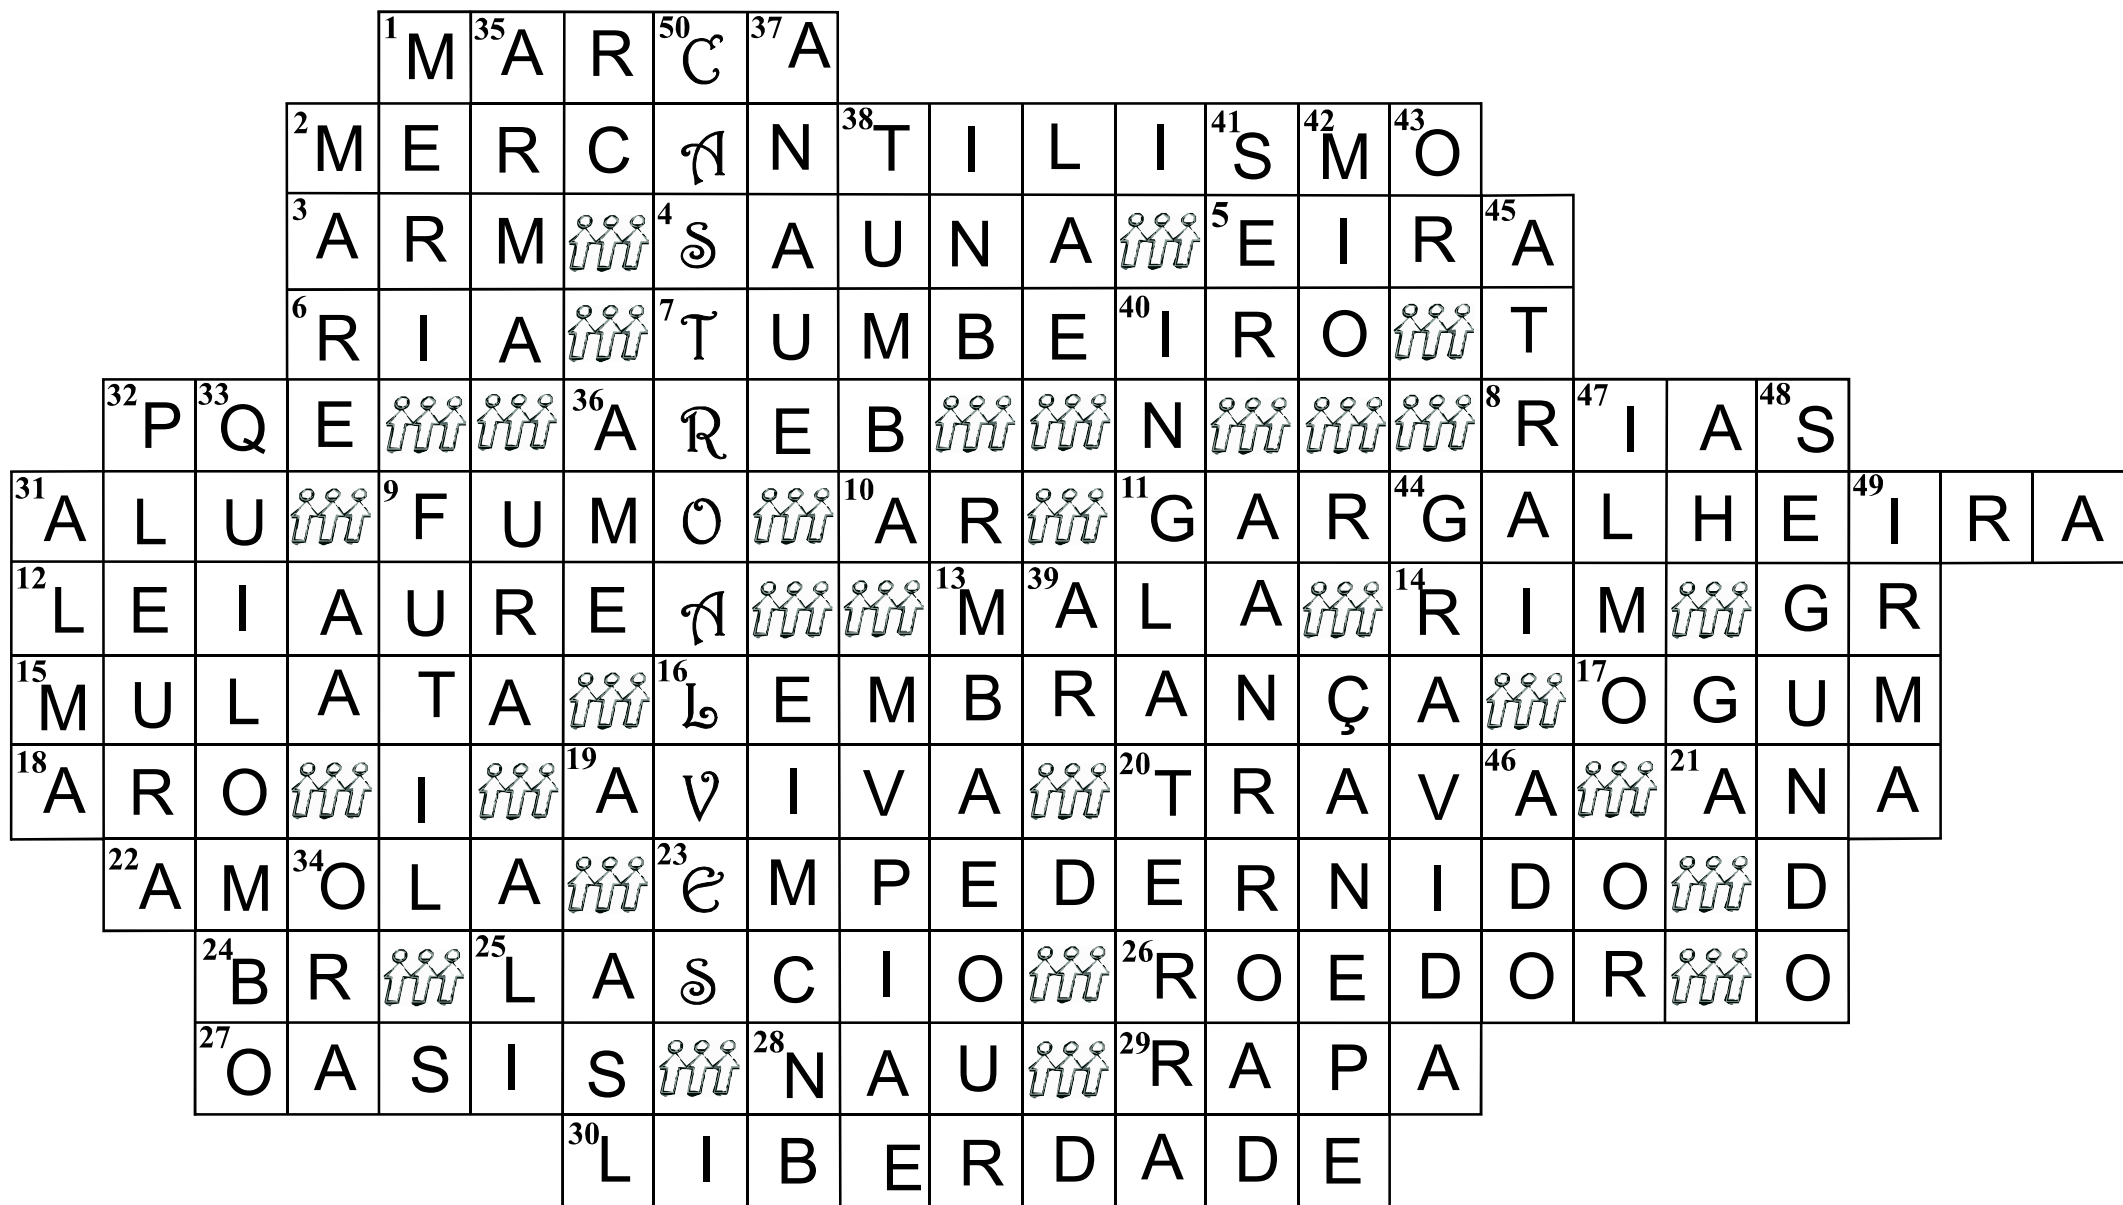 1 M 35 A R 50 C 37 A
2 M E R C A N 38 T I L I 41 S 42 M 43 O
3 A R M 4 S A U N A 5 E I R 45 A
6 R I A 7 T U M B E 40 I R O T
32 P 33 Q E 36 A R E B N 8 R 47 I A 48 S
31 A L U 9 F U M O 10 A R 11 G A R 44 G A L H E 49 I R A
12 L E I A U R E A 13 M 39 A L A 14 R I M G R
15 M U L A T A 16 L E M B R A N Ç A 17 O G U M
18 A R O I 19 A V I V A 20 T R A V 46 A 21 A N A
22 A M 34 O L A 23 E M P E D E R N I D O D
24 B R 25 L A S C I O 26 R O E D O R O
27 O A S I S 28 N A U 29 R A P A
30 L I B E R D A D E